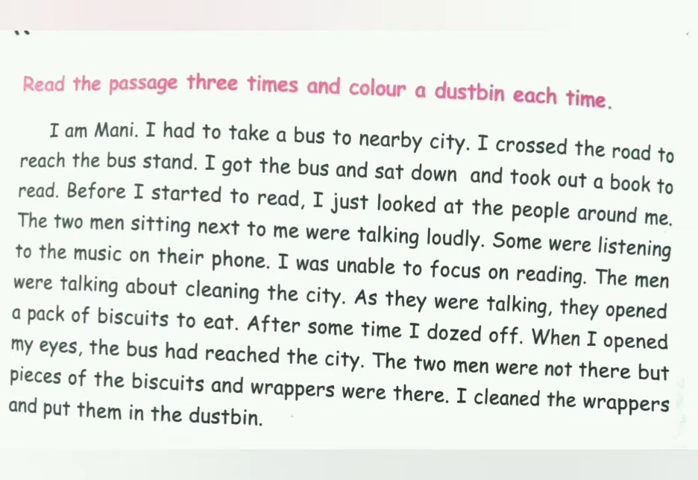 Read the passage three times and colour a dustbin each time.
I am Mani. I had to take a bus to nearby city. I crossed the road to
reach the bus stand. I got the bus and sat down and took out a book to
read. Before I started to read, I just looked at the people around me.
The two men sitting next to me were talking loudly. Some were listening
to the music on their phone. I was unable to focus on reading. The men
were talking about cleaning the city. As they were talking, they opened
a pack of biscuits to eat. After some time I dozed off. When I opened
my eyes, the bus had reached the city. The two men were not there but
pieces of the biscuits and wrappers were there. I cleaned the wrappers
and put them in the dustbin.